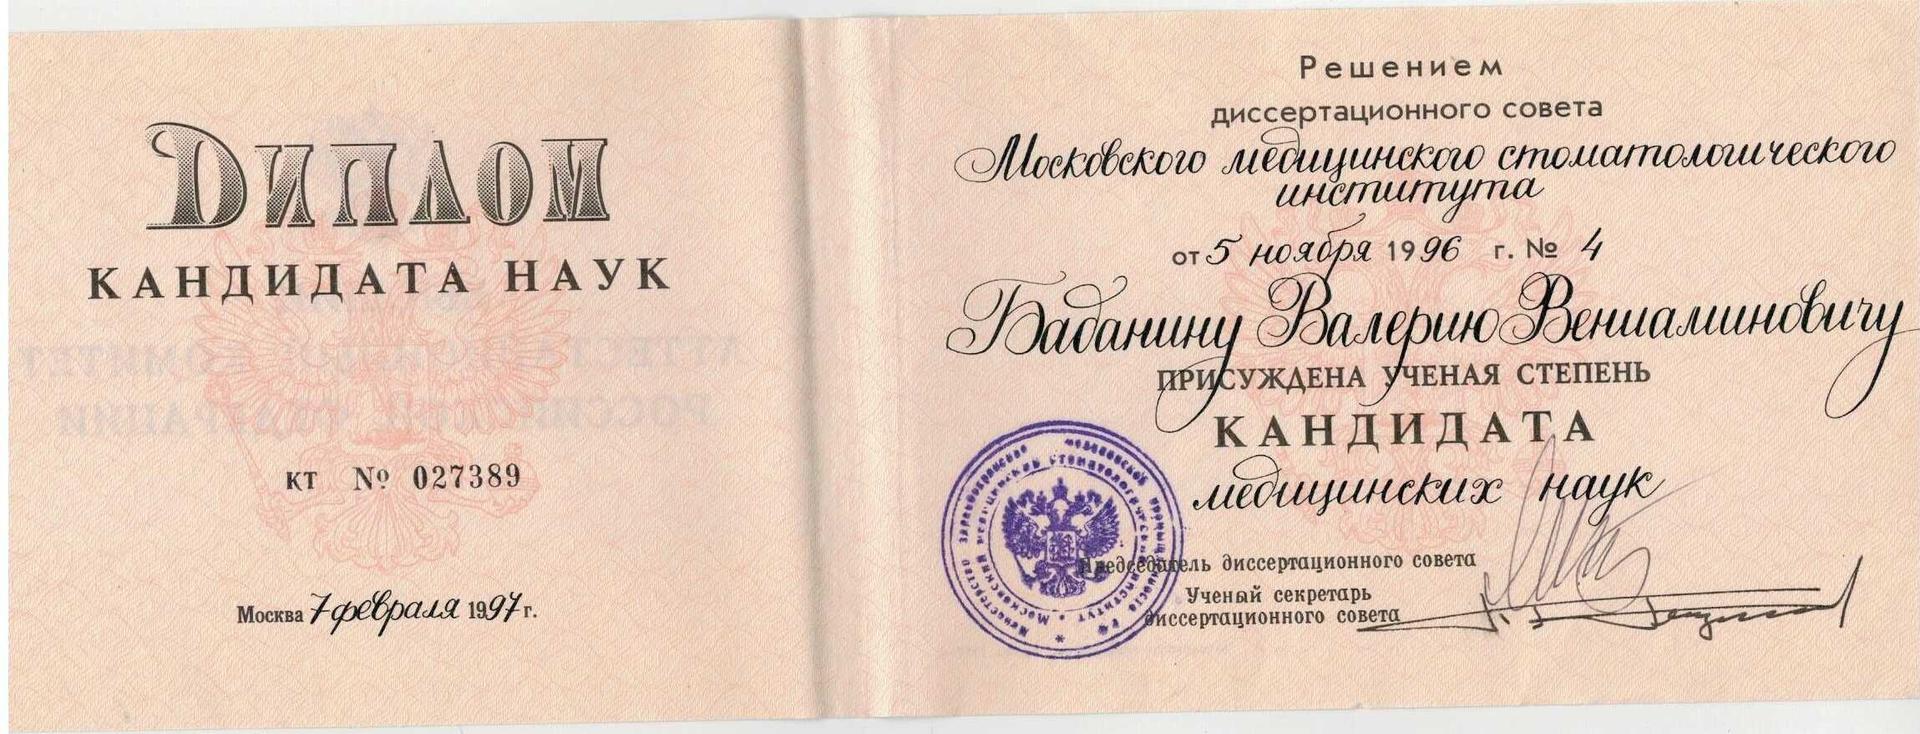 ДИПЛОМ
КАНДИДАТА НАУК
КТ № 027389
Москва 7 февраля 1997 г.
Решением
диссертационного совета
Московского медицинского стоматологического
института
от 5 ноября 1996 г. № 4
Бабанину Валерию Вениаминовичу
ПРИСУЖДЕНА УЧЕНАЯ СТЕПЕНЬ
КАНДИДАТА
медицинских наук
Председатель диссертационного совета
Ученый секретарь
диссертационного совета